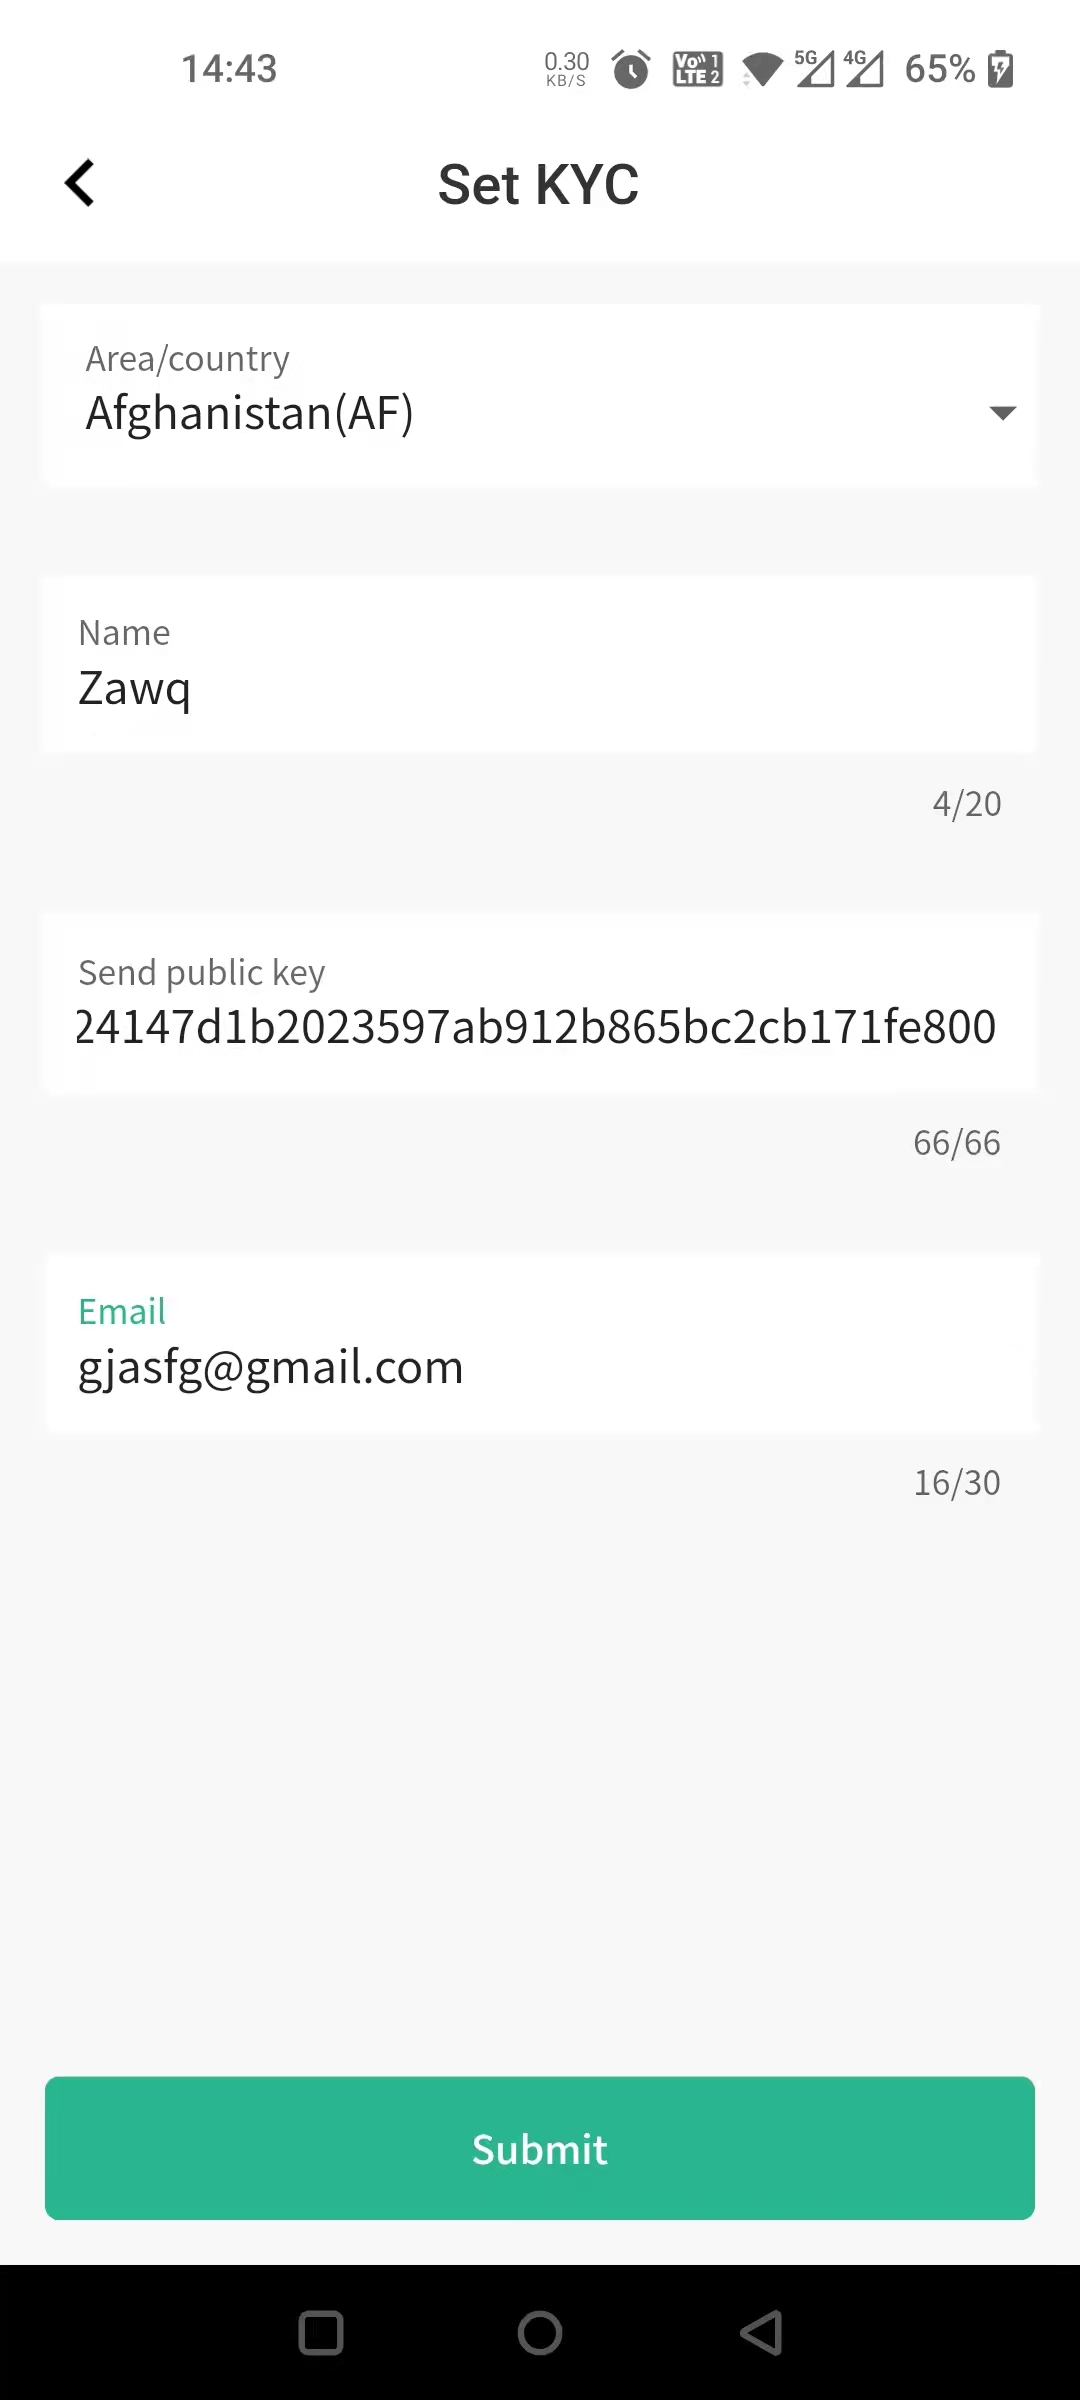 14:43
0.30
KB/S
Vo 1
LTE 2
5G
4G
65%
Set KYC
Area/country
Afghanistan(AF)
Name
Zawq
4/20
Send public key
24147d1b2023597ab912b865bc2cb171fe800
66/66
Email
gjasfg@gmail.com
16/30
Submit